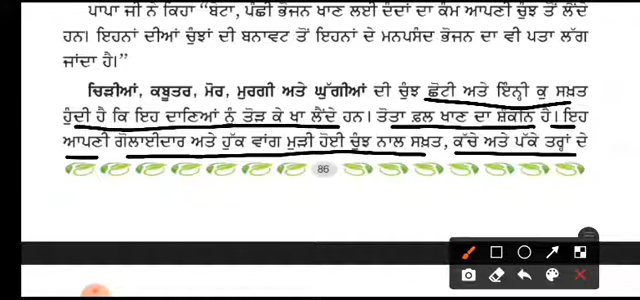 ਪਾਪਾ ਜੀ ਨੇ ਕਿਹਾ “ਬੇਟਾ, ਪੰਛੀ ਭੋਜਨ ਖਾਣ ਲਈ ਦੰਦਾਂ ਦਾ ਕੰਮ ਆਪਣੀ ਚੁੰਝ ਤੋਂ ਲੈਂਦੇ
ਹਨ। ਇਹਨਾਂ ਦੀਆਂ ਚੁੰਝਾਂ ਦੀ ਬਨਾਵਟ ਤੋਂ ਇਹਨਾਂ ਦੇ ਮਨਪਸੰਦ ਭੋਜਨ ਦਾ ਵੀ ਪਤਾ ਲੱਗ
ਜਾਂਦਾ ਹੈ।”
ਚਿੜੀਆਂ, ਕਬੂਤਰ, ਮੋਰ, ਮੁਰਗੀ ਅਤੇ ਘੁੱਗੀਆਂ ਦੀ ਚੁੰਝ ਛੋਟੀ ਅਤੇ ਇੰਨੀ ਕੁ ਸਖ਼ਤ
ਹੁੰਦੀ ਹੈ ਕਿ ਇਹ ਦਾਣਿਆਂ ਨੂੰ ਤੋੜ ਕੇ ਖਾ ਲੈਂਦੇ ਹਨ। ਤੋਤਾ ਫ਼ਲ ਖਾਣ ਦਾ ਸ਼ੌਕੀਨ ਹੈ। ਇਹ
ਆਪਣੀ ਗੋਲਾਈਦਾਰ ਅਤੇ ਹੁੱਕ ਵਾਂਗ ਮੁੜੀ ਹੋਈ ਚੁੰਝ ਨਾਲ ਸਖ਼ਤ, ਕੱਚੇ ਅਤੇ ਪੱਕੇ ਤਰ੍ਹਾਂ ਦੇ
86